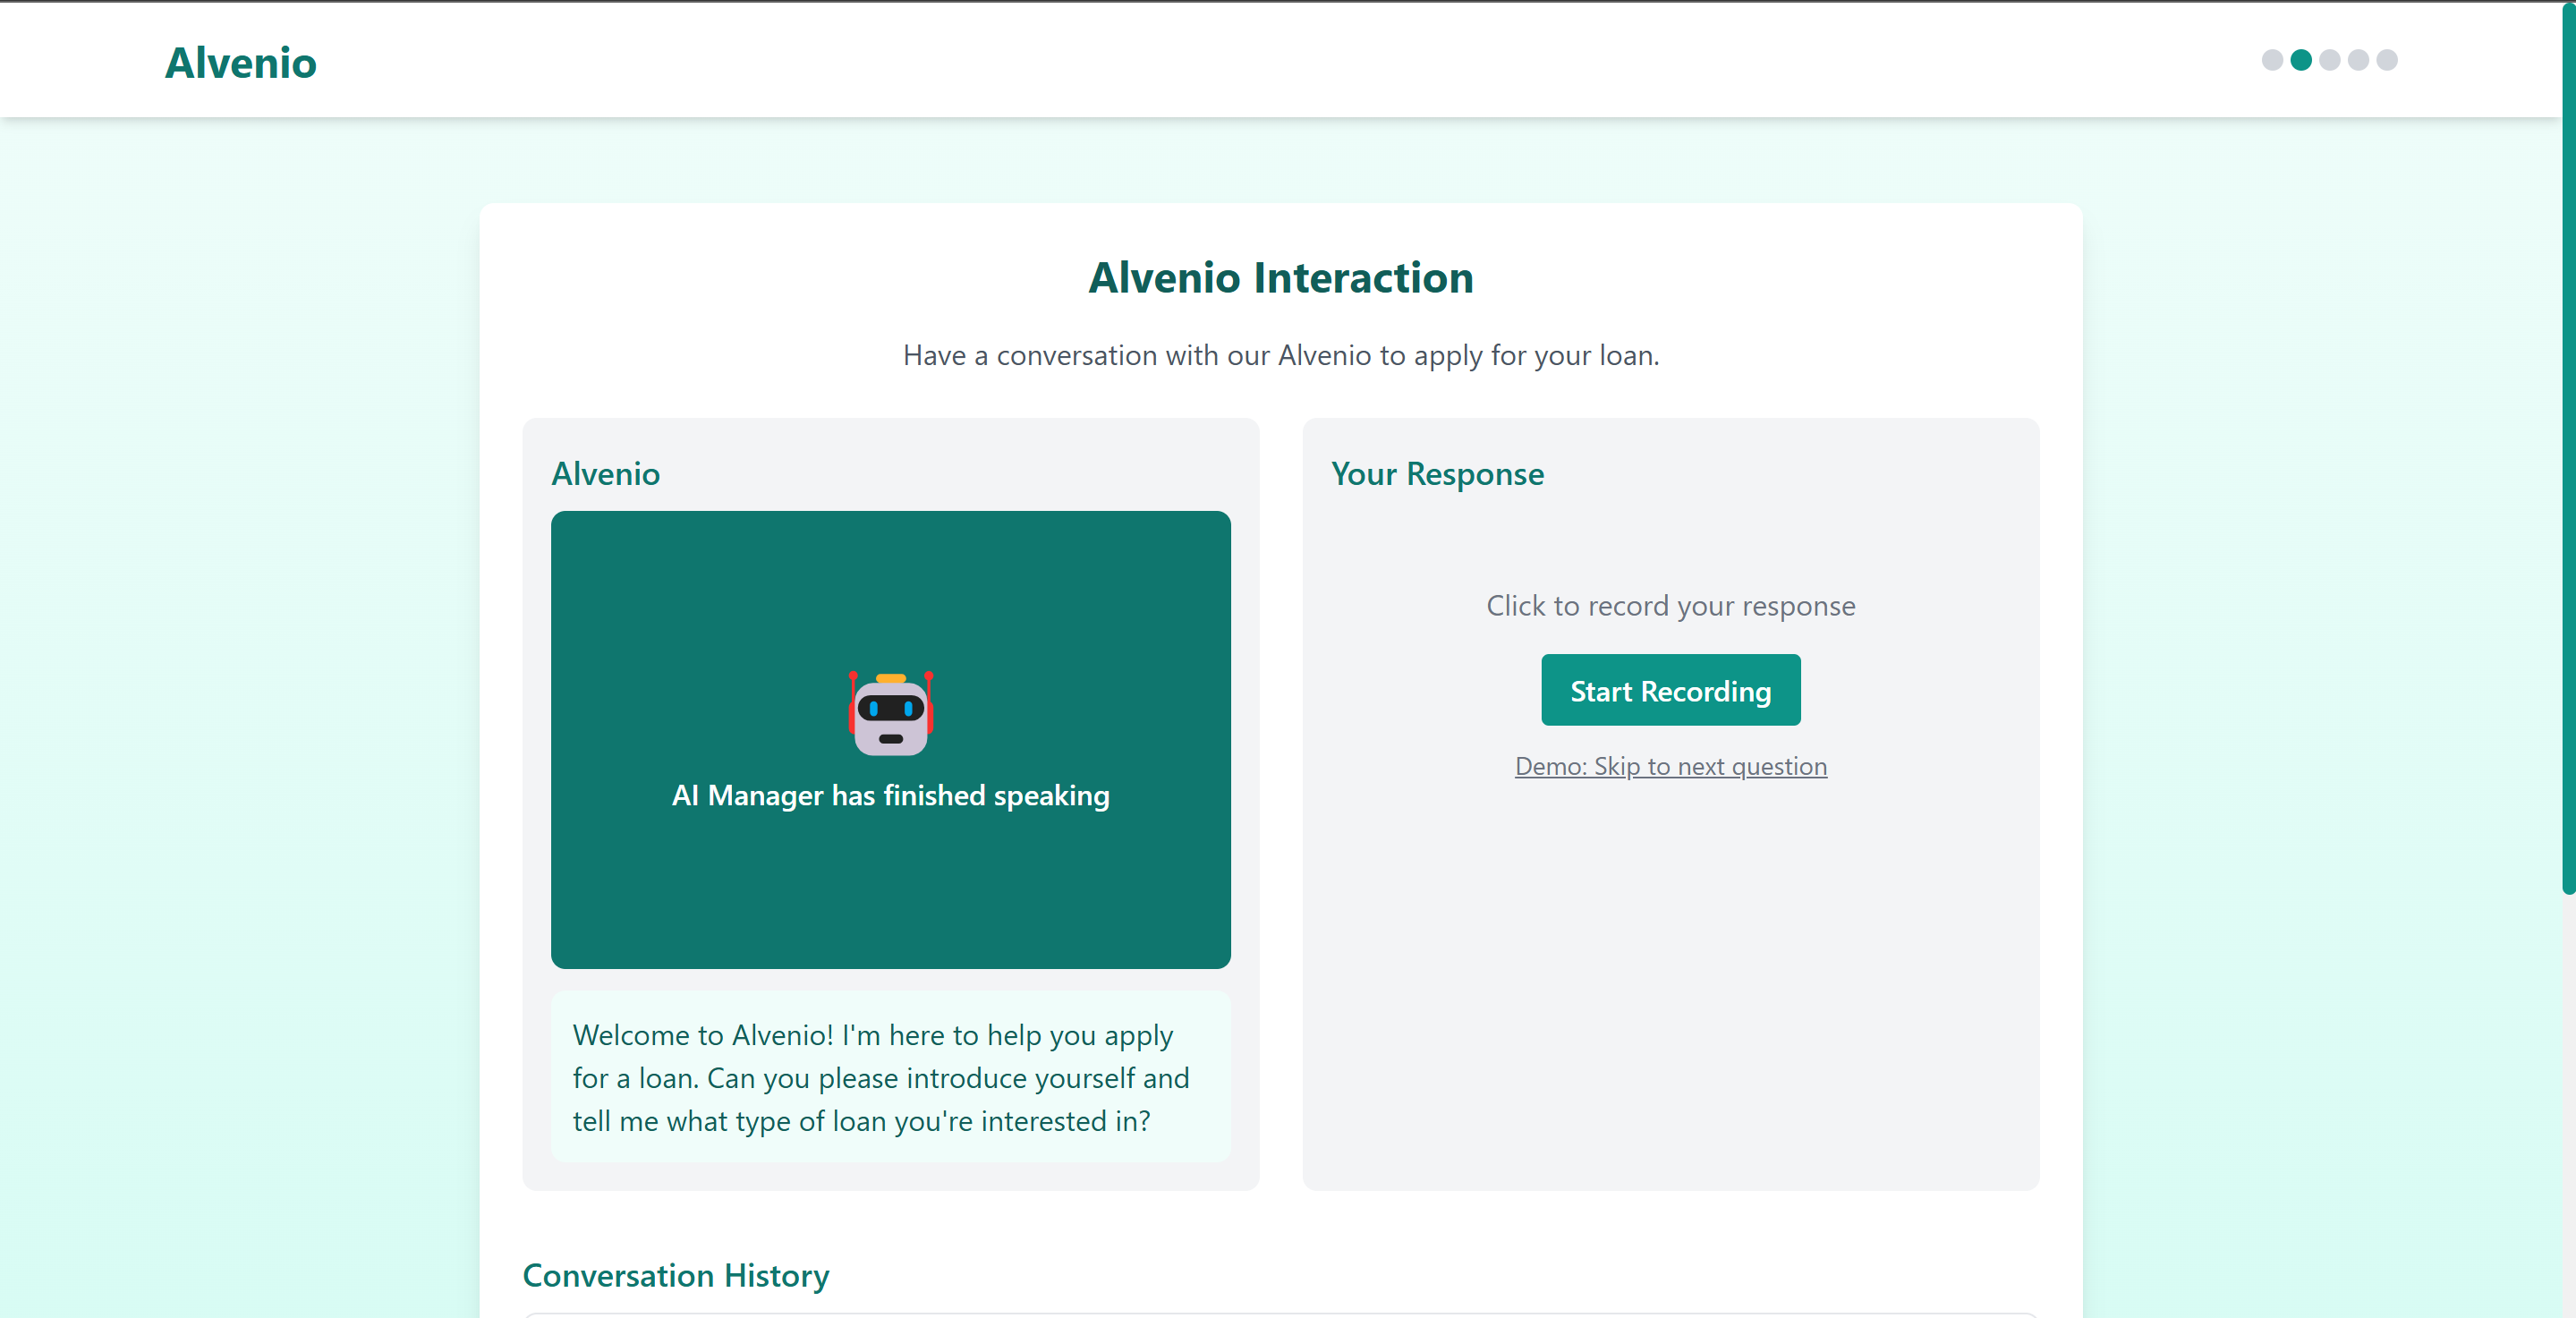 Alvenio
Alvenio Interaction
Have a conversation with our Alvenio to apply for your loan.
Alvenio
AI Manager has finished speaking
Welcome to Alvenio! I'm here to help you apply
for a loan. Can you please introduce yourself and
tell me what type of loan you're interested in?
Your Response
Click to record your response
Start Recording
Demo: Skip to next question
Conversation History